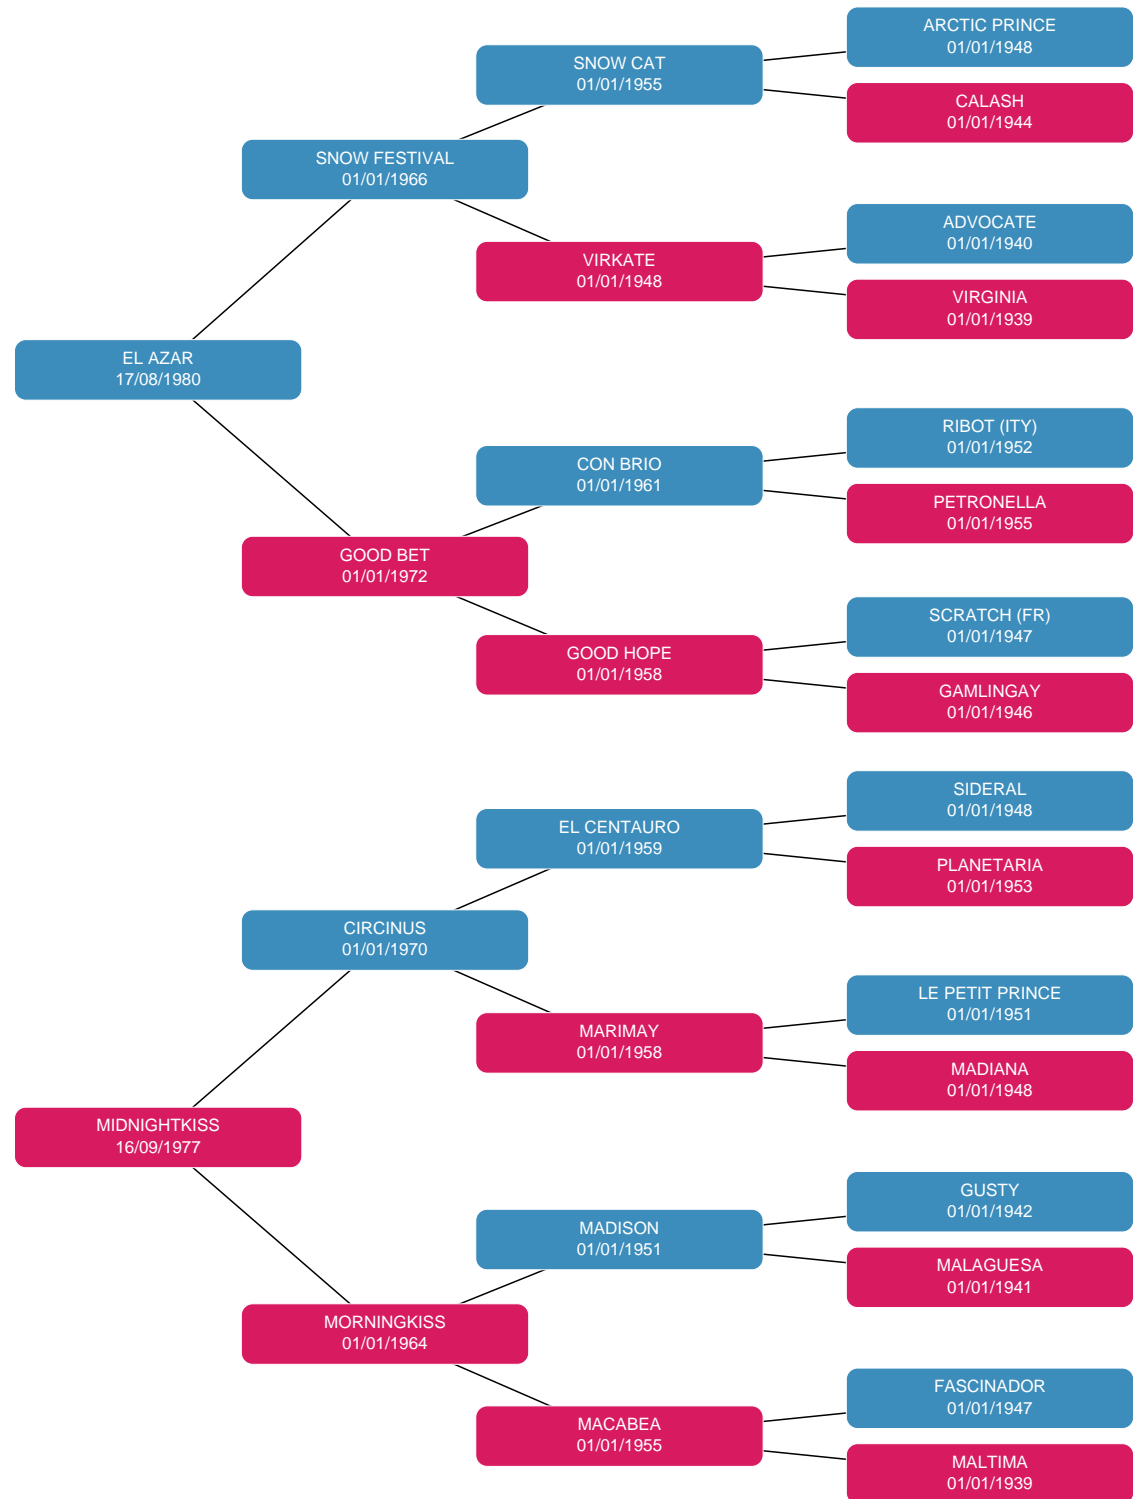 ARCTIC PRINCE
01/01/1948
SNOW CAT
01/01/1955
CALASH
01/01/1944
SNOW FESTIVAL
01/01/1966
ADVOCATE
01/01/1940
VIRKATE
01/01/1948
VIRGINIA
01/01/1939
EL AZAR
17/08/1980
RIBOT (ITY)
01/01/1952
CON BRIO
01/01/1961
PETRONELLA
01/01/1955
GOOD BET
01/01/1972
SCRATCH (FR)
01/01/1947
GOOD HOPE
01/01/1958
GAMLINGAY
01/01/1946
SIDERAL
01/01/1948
EL CENTAURO
01/01/1959
PLANETARIA
01/01/1953
CIRCINUS
01/01/1970
LE PETIT PRINCE
01/01/1951
MARIMAY
01/01/1958
MADIANA
01/01/1948
MIDNIGHTKISS
16/09/1977
GUSTY
01/01/1942
MADISON
01/01/1951
MALAGUESA
01/01/1941
MORNINGKISS
01/01/1964
FASCINADOR
01/01/1947
MACABEA
01/01/1955
MALTIMA
01/01/1939